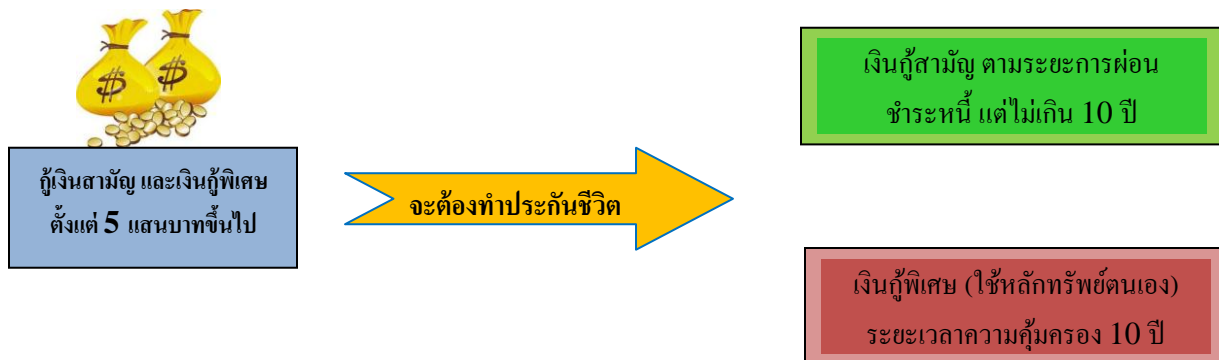 กู้เงินสามัญ และเงินกู้พิเศษ
ตั้งแต่ 5 แสนบาทขึ้นไป
จะต้องทำประกันชีวิต
เงินกู้สามัญ ตามระยะการผ่อน
ชำระหนี้ แต่ไม่เกิน 10 ปี
เงินกู้พิเศษ (ใช้หลักทรัพย์ตนเอง)
ระยะเวลาความคุ้มครอง 10 ปี